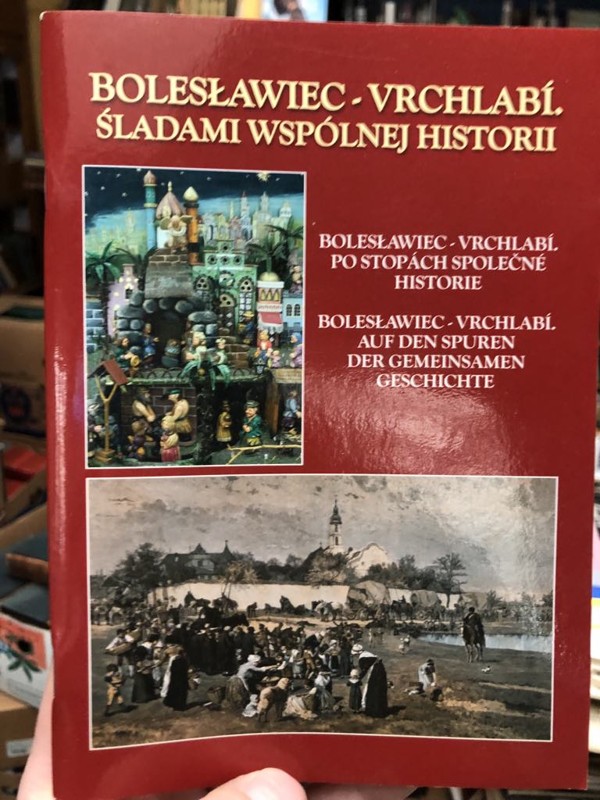 BOLESŁAWIEC - VRCHLABÍ.
ŚLADAMI WSPÓLNEJ HISTORII
BOLESŁAWIEC - VRCHLABÍ.
PO STOPÁCH SPOLEČNÉ
HISTORIE
BOLESŁAWIEC - VRCHLABÍ.
AUF DEN SPUREN
DER GEMEINSAMEN
GESCHICHTE